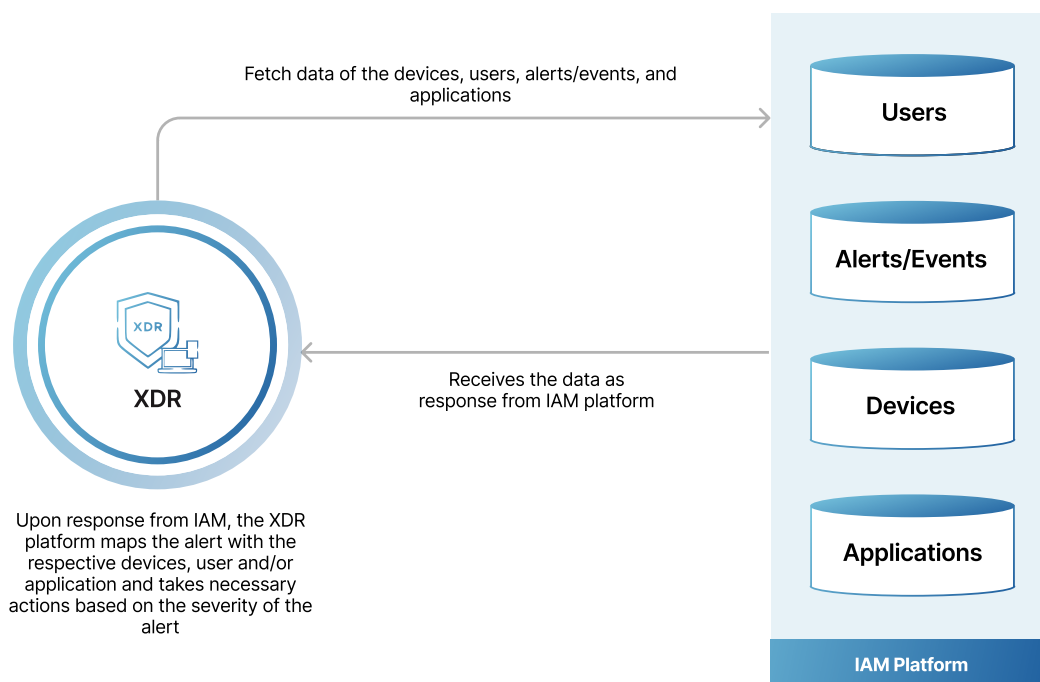 Fetch data of the devices, users, alerts/events, and
applications
Users
Alerts/Events
XDR
XDR
Receives the data as
response from IAM platform
Devices
Upon response from IAM, the XDR
platform maps the alert with the
respective devices, user and/or
application and takes necessary
actions based on the severity of the
alert
Applications
IAM Platform